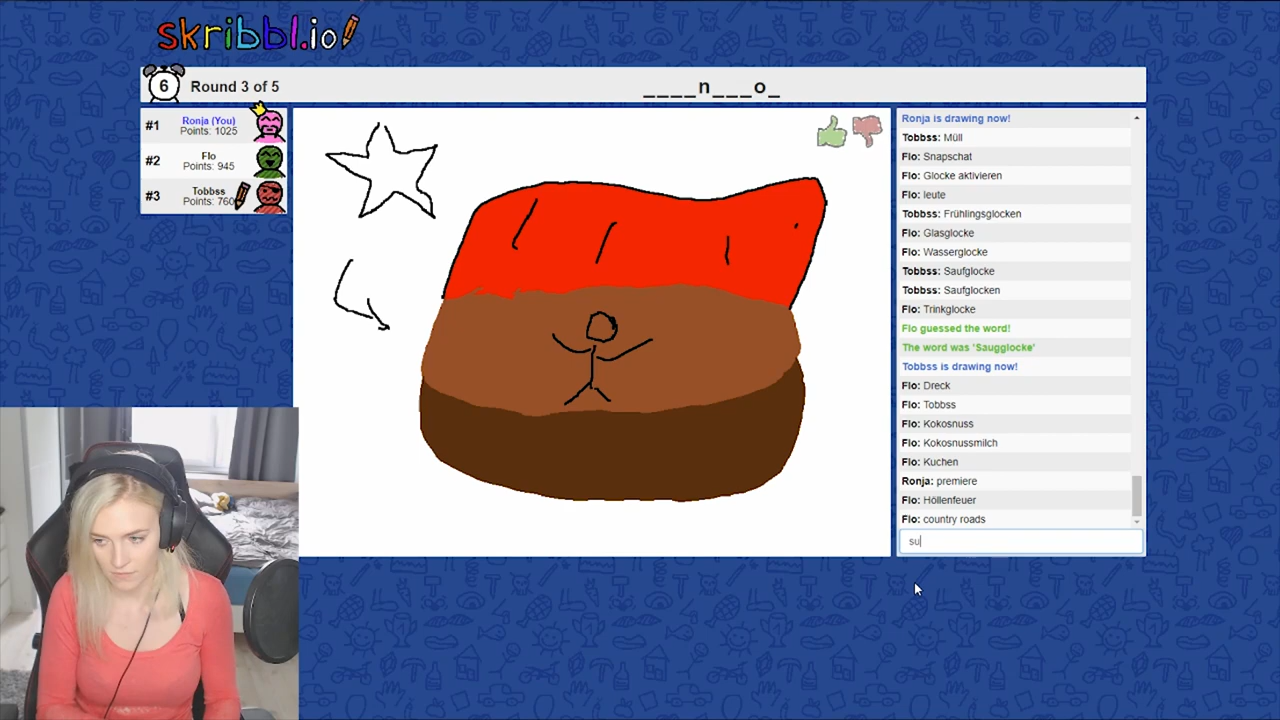 skribbl.io
6
Round 3 of 5
____n___o_
#1
Ronja (You)
Points: 1025
#2
Flo
Points: 945
#3
Tobbss
Points: 760
Ronja is drawing now!
Tobbss: Müll
Flo: Snapschat
Flo: Glocke aktivieren
Flo: leute
Tobbss: Frühlingsglocken
Flo: Glasglocke
Flo: Wasserglocke
Tobbss: Saufglocke
Tobbss: Saufglocken
Flo: Trinkglocke
Flo guessed the word!
The word was 'Saugglocke'
Tobbss is drawing now!
Flo: Dreck
Flo: Tobbss
Flo: Kokosnuss
Flo: Kokosnussmilch
Flo: Kuchen
Ronja: premiere
Flo: Höllenfeuer
Flo: country roads
su